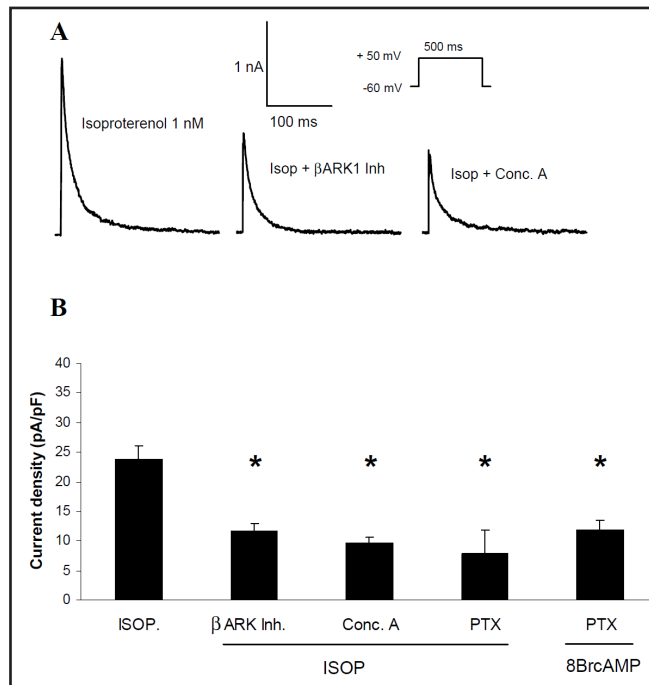 A
+ 50 mV
500 ms
-60 mV
1 nA
100 ms
Isoproterenol 1 nM
Isop + βARK1 Inh
Isop + Conc. A
B
Current density (pA/pF)
40
35
30
25
20
15
10
5
0
* * * *
ISOP. β ARK Inh. Conc. A PTX PTX
ISOP 8BrcAMP